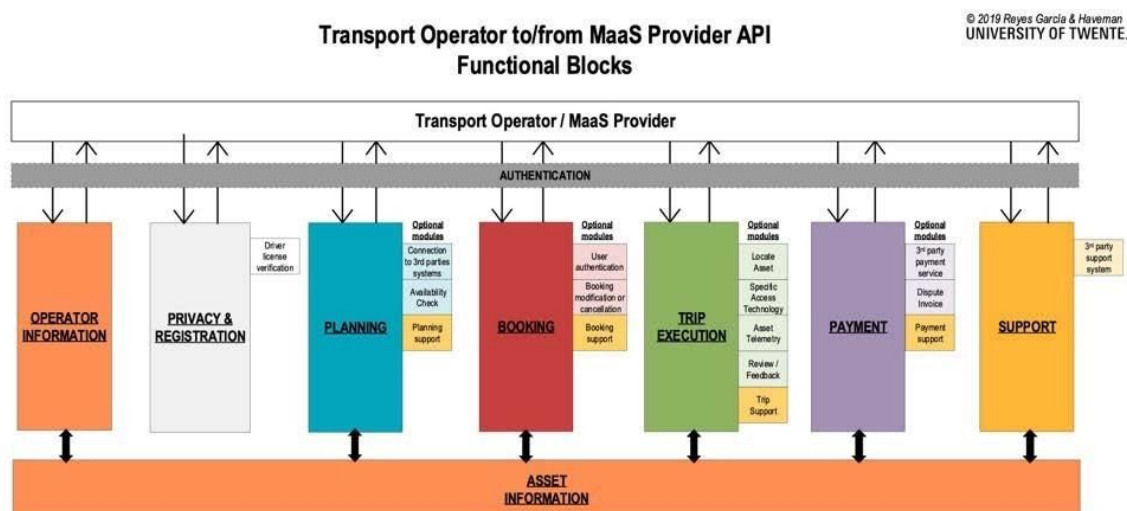 © 2019 Reyes García & Haveman
UNIVERSITY OF TWENTE.
Transport Operator to/from MaaS Provider API
Functional Blocks
Transport Operator / MaaS Provider
AUTHENTICATION
OPERATOR
INFORMATION
PRIVACY &
REGISTRATION
Driver
license
verification
PLANNING
Optional
modules
Connection
to 3rd parties
systems
Availability
Check
Planning
support
BOOKING
Optional
modules
User
authentication
Booking
modification or
cancellation
Booking
support
TRIP
EXECUTION
Optional
modules
Locate
Asset
Specific
Access
Technology
Asset
Telemetry
Review /
Feedback
Trip
Support
PAYMENT
Optional
modules
3rd party
payment
service
Dispute
Invoice
Payment
support
SUPPORT
3rd party
support
system
ASSET
INFORMATION